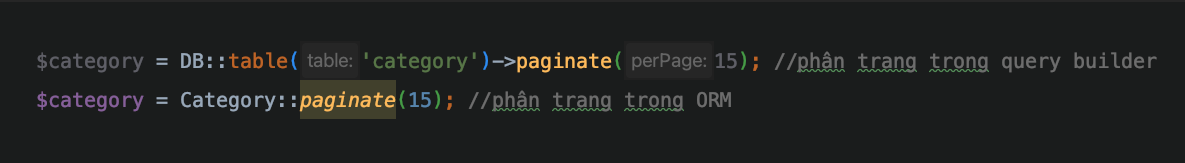 $category = DB::table( table: 'category')->paginate( perPage: 15); //phân trang trong query builder
$category = Category::paginate(15); //phân trang trong ORM